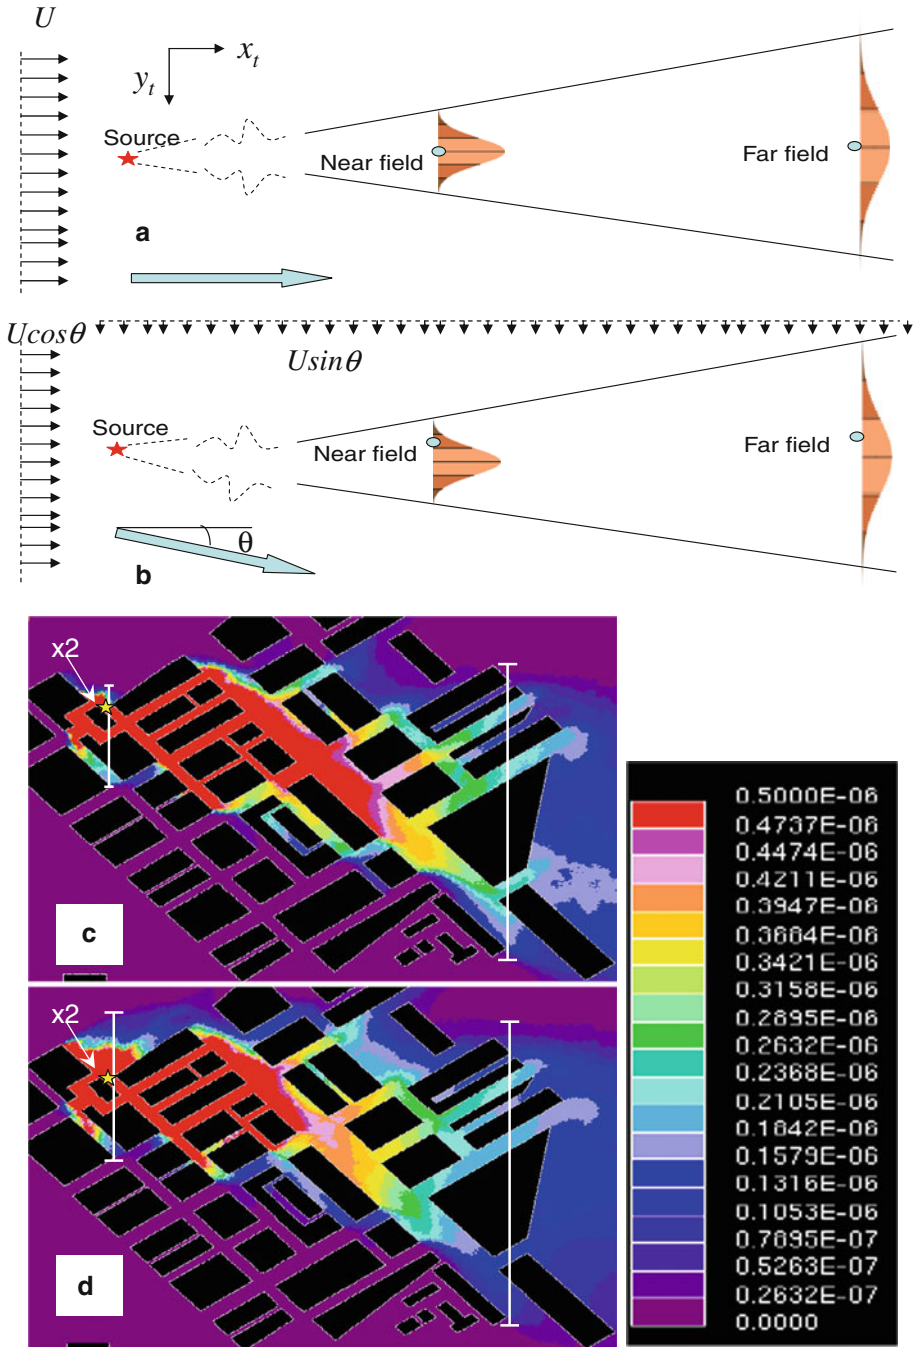 U
x_t
y_t
Source
Near field
Far field
a
Ucosθ
Usinθ
Source
Near field
Far field
θ
b
x2
c
x2
d
0.5000E-06
0.4737E-06
0.4474E-06
0.4211E-06
0.3947E-06
0.3684E-06
0.3421E-06
0.3158E-06
0.2895E-06
0.2632E-06
0.2368E-06
0.2105E-06
0.1842E-06
0.1579E-06
0.1316E-06
0.1053E-06
0.7895E-07
0.5263E-07
0.2632E-07
0.0000